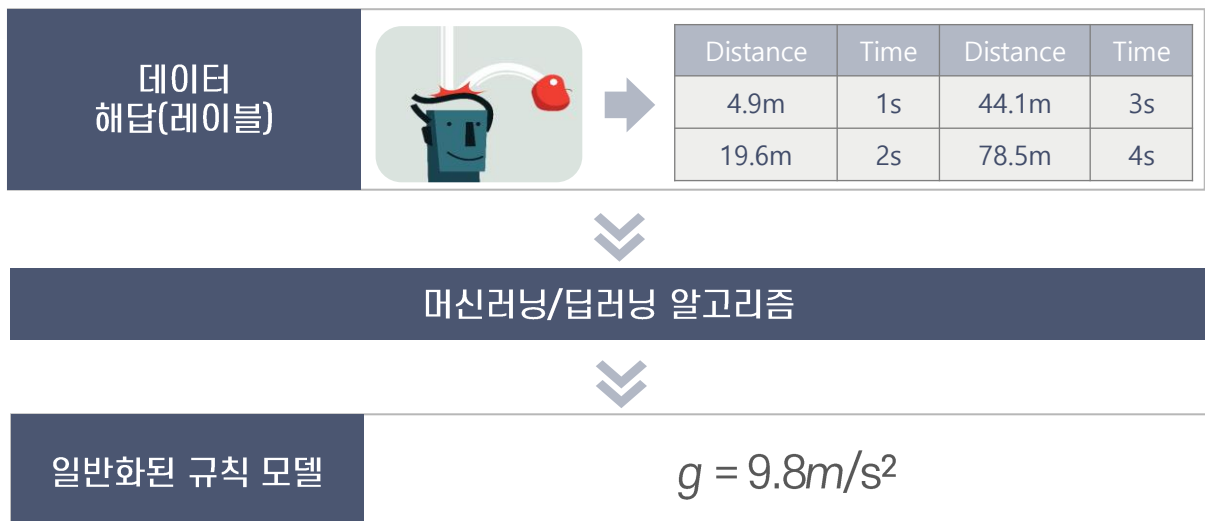 데이터
해답(레이블)
Distance Time Distance Time
4.9m 1s 44.1m 3s
19.6m 2s 78.5m 4s
머신러닝/딥러닝 알고리즘
일반화된 규칙 모델
g = 9.8m/s²